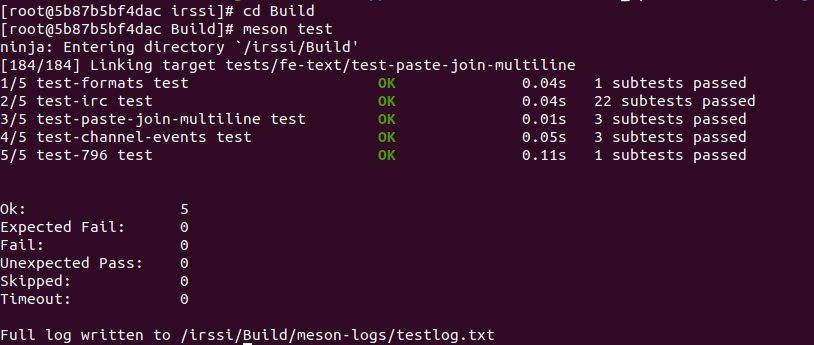 [root@5b87b5bf4dac irssi]# cd Build
[root@5b87b5bf4dac Build]# meson test
ninja: Entering directory `/irssi/Build'
[184/184] Linking target tests/fe-text/test-paste-join-multiline
1/5 test-formats test                   OK             0.04s   1 subtests passed
2/5 test-irc test                       OK             0.04s   22 subtests passed
3/5 test-paste-join-multiline test      OK             0.01s   3 subtests passed
4/5 test-channel-events test            OK             0.05s   3 subtests passed
5/5 test-796 test                       OK             0.11s   1 subtests passed
Ok:                 5
Expected Fail:      0
Fail:               0
Unexpected Pass:    0
Skipped:            0
Timeout:            0
Full log written to /irssi/Build/meson-logs/testlog.txt